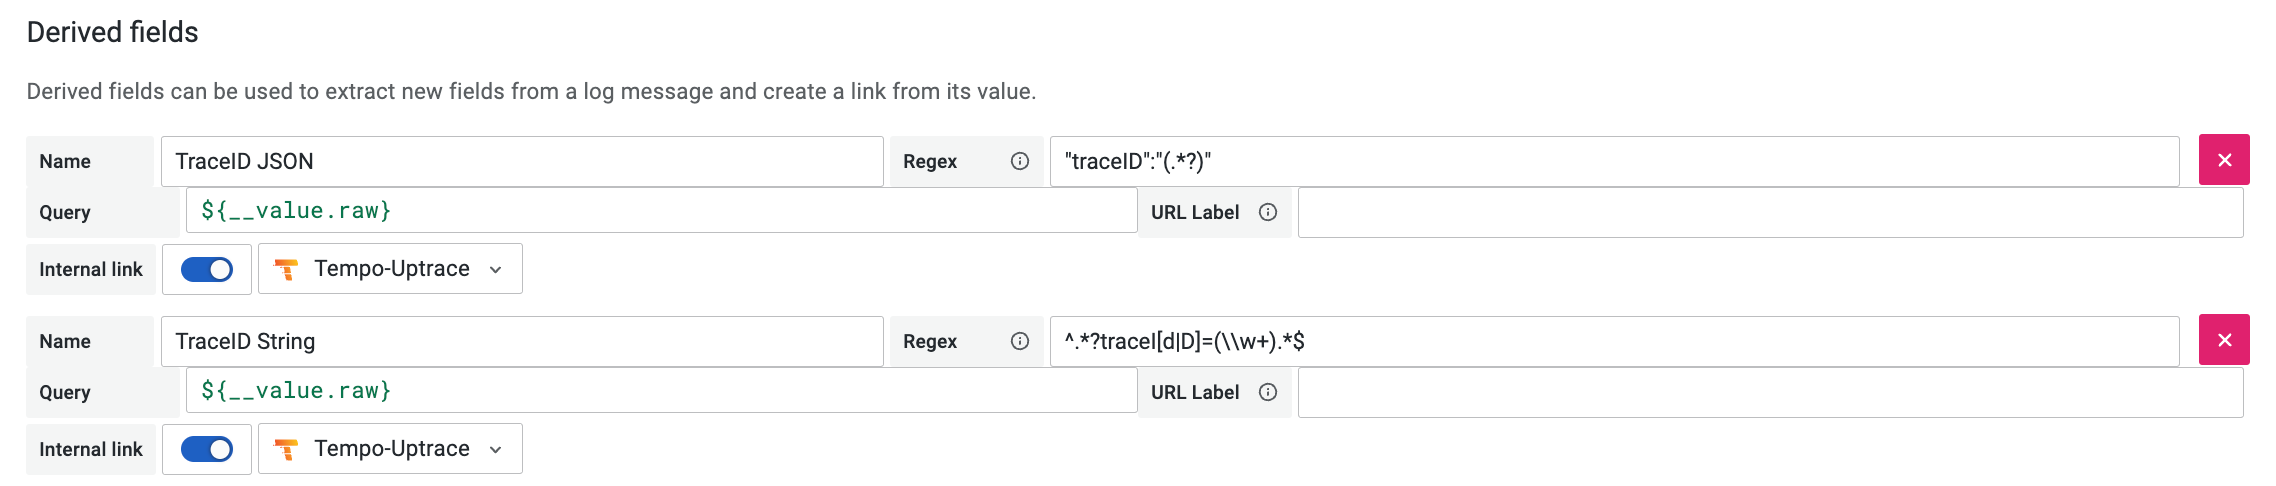 Derived fields
Derived fields can be used to extract new fields from a log message and create a link from its value.
Name TraceID JSON Regex "traceID":"(.*?)"
Query ${__value.raw} URL Label
Internal link Tempo-Uptrace
Name TraceID String Regex ^.*?traceI[d|D]=(\\w+).*$
Query ${__value.raw} URL Label
Internal link Tempo-Uptrace